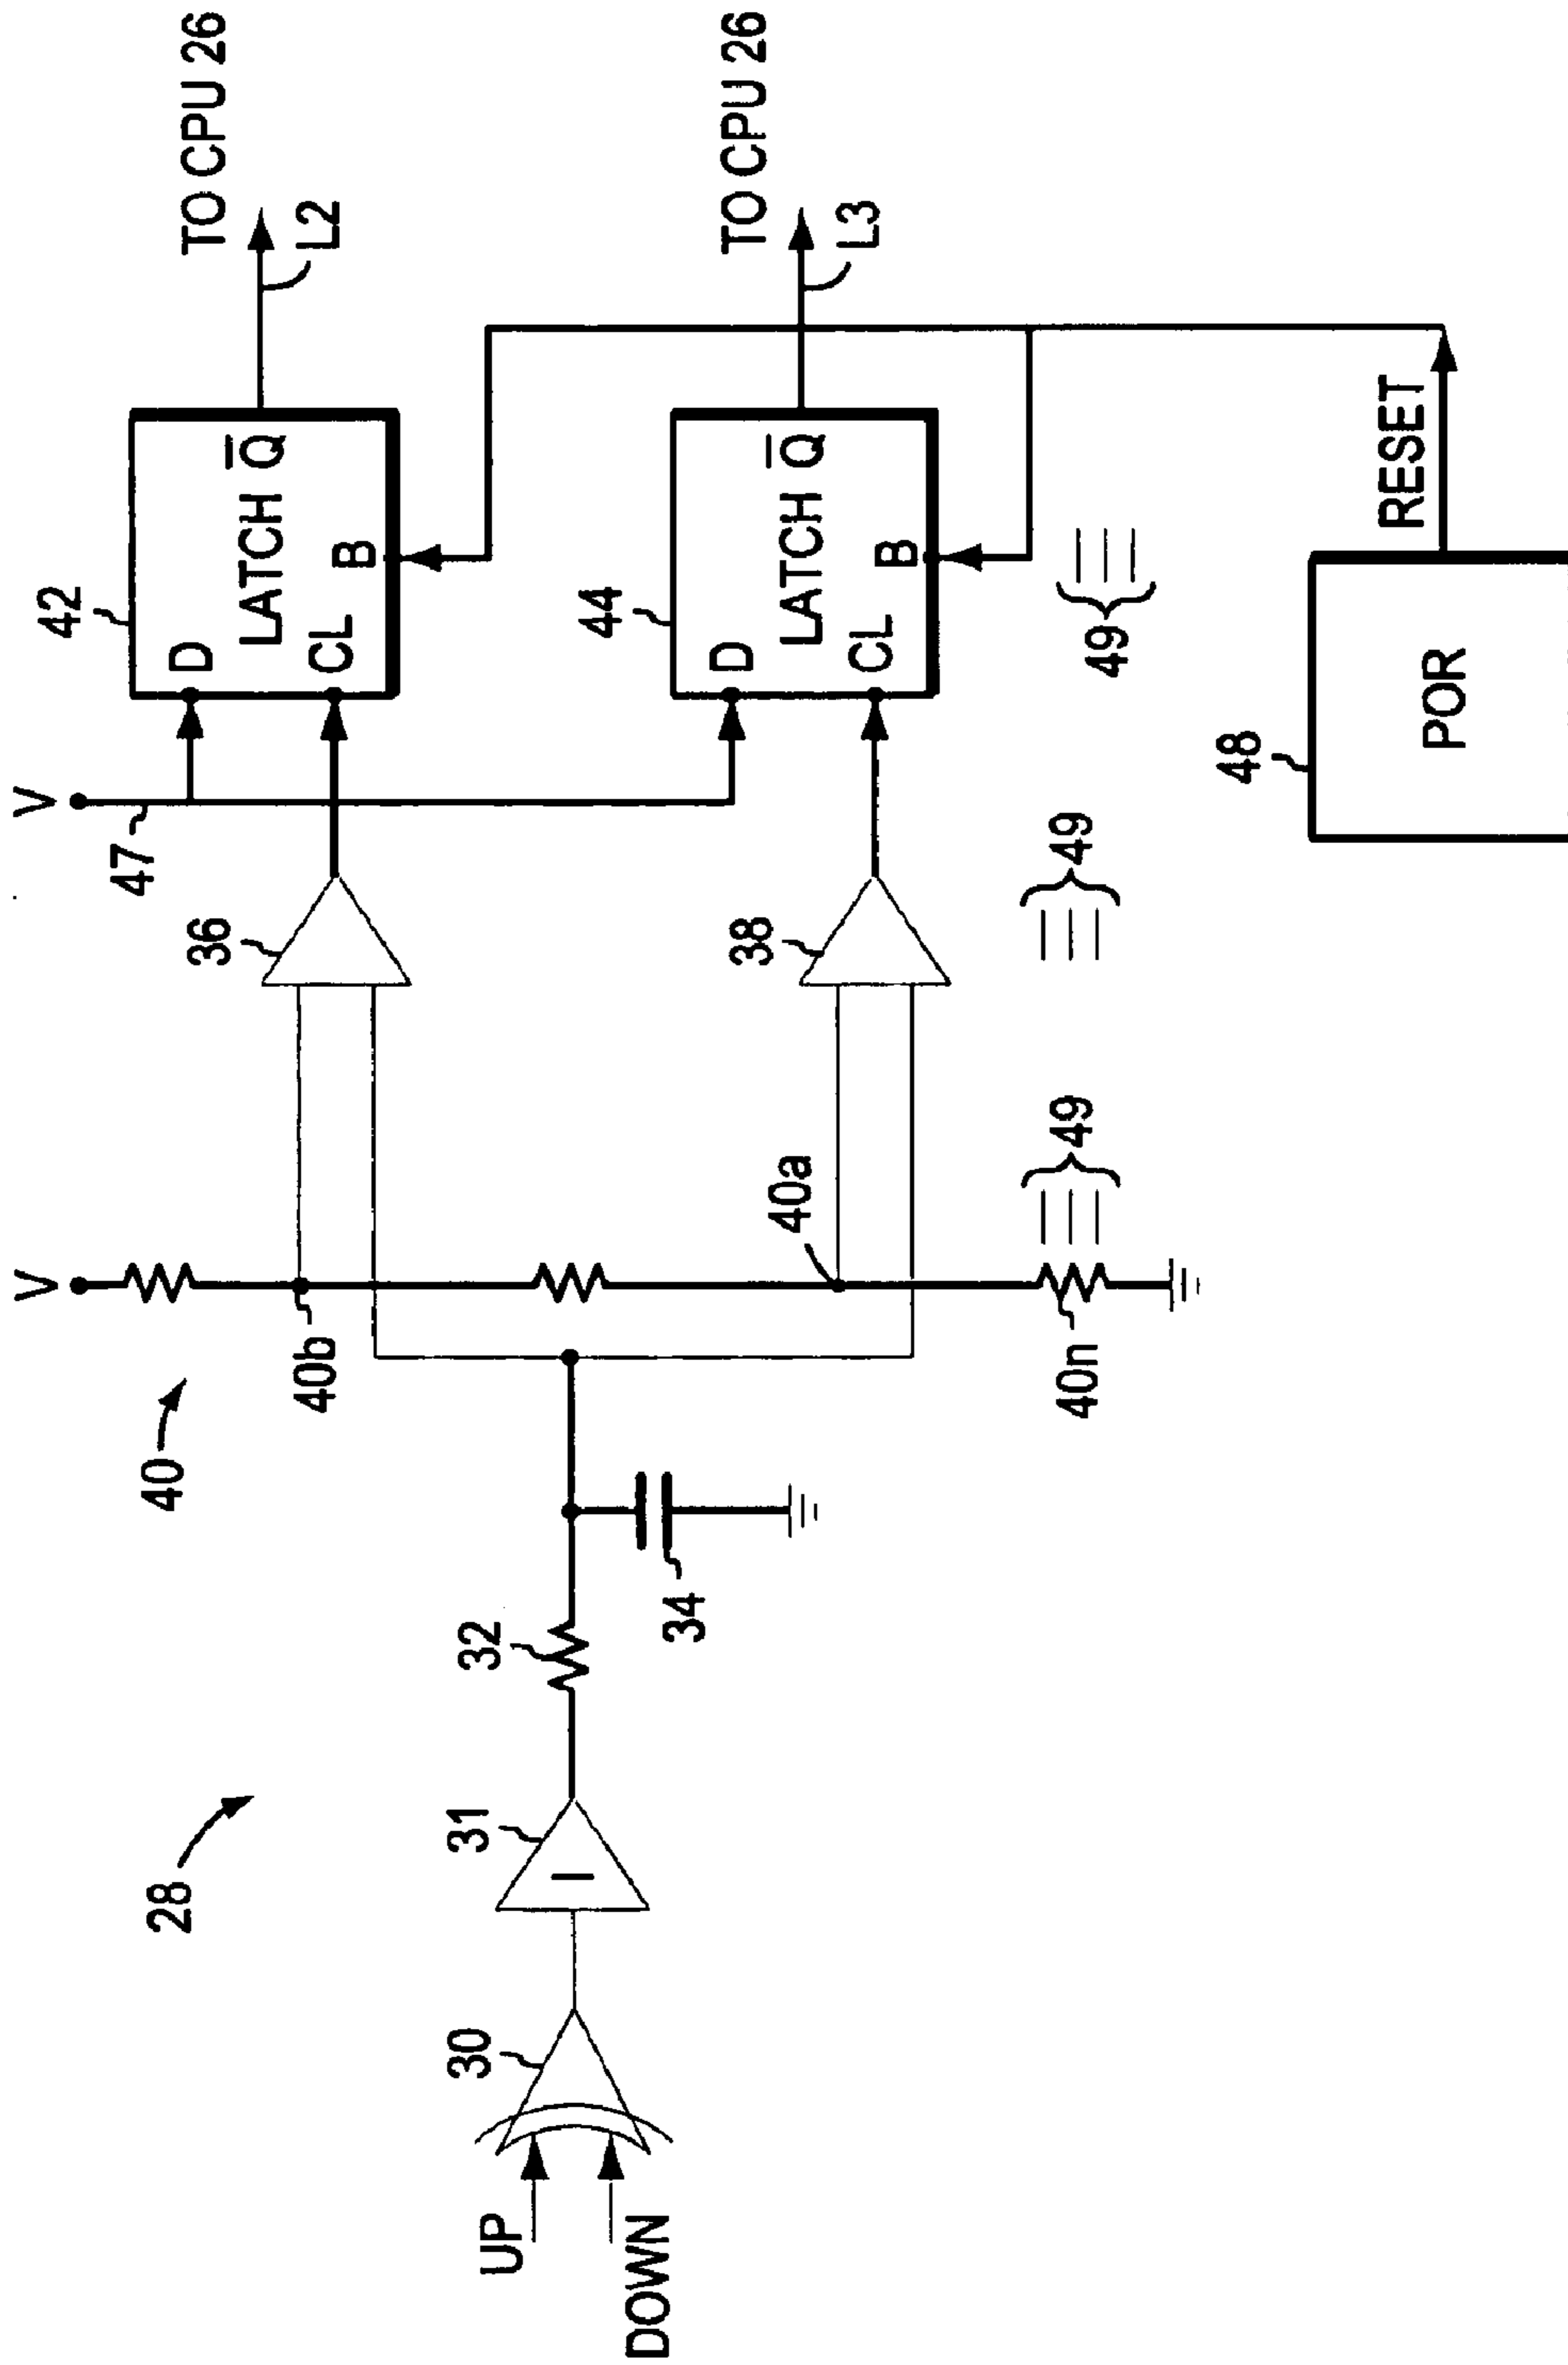 28
UP
DOWN
30
31
32
34
40
V
40b
40a
40n
49
36
38
49
V
47
42
D
LATCH Q̅
CL
B
L2
TO CPU 26
44
D
LATCH Q̅
CL
B
L3
TO CPU 26
49
48
POR
RESET